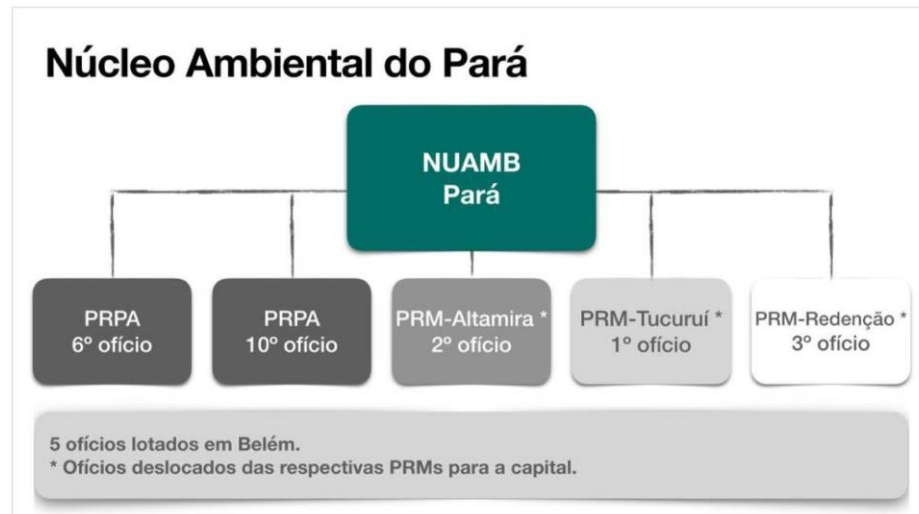 Núcleo Ambiental do Pará
NUAMB
Pará
PRPA
6º ofício
PRPA
10º ofício
PRM-Altamira *
2º ofício
PRM-Tucuruí *
1º ofício
PRM-Redenção *
3º ofício
5 ofícios lotados em Belém.
* Ofícios deslocados das respectivas PRMs para a capital.